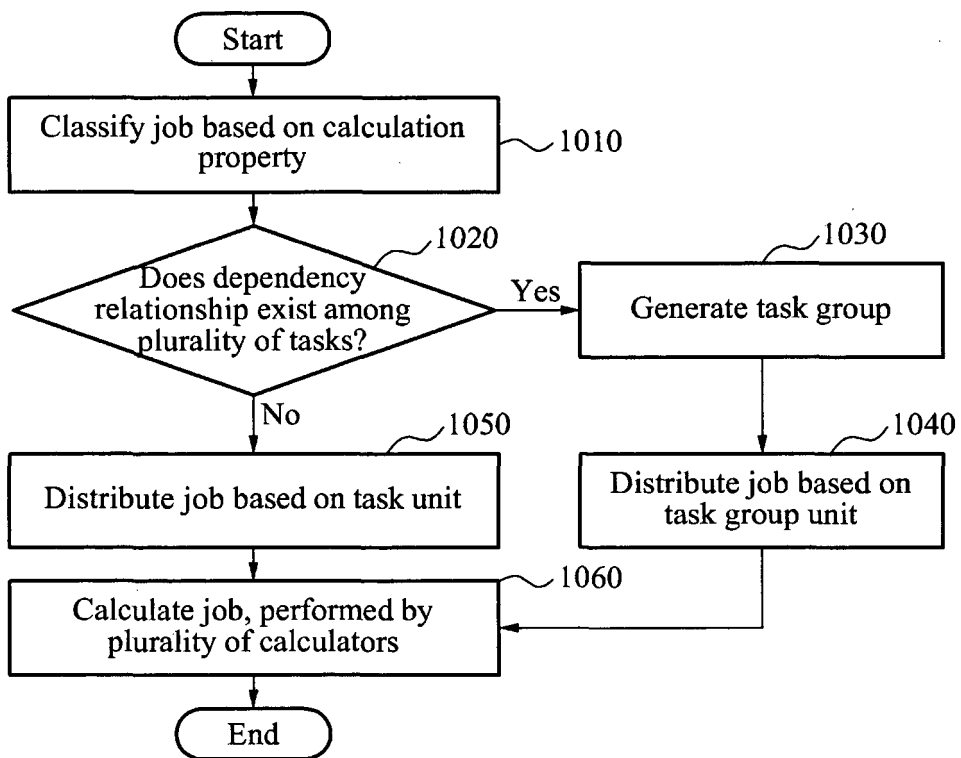 Start
Classify job based on calculation
property
1010
1020
Does dependency
relationship exist among
plurality of tasks?
Yes
1030
Generate task group
No
1050
Distribute job based on task unit
1040
Distribute job based on
task group unit
1060
Calculate job, performed by
plurality of calculators
End